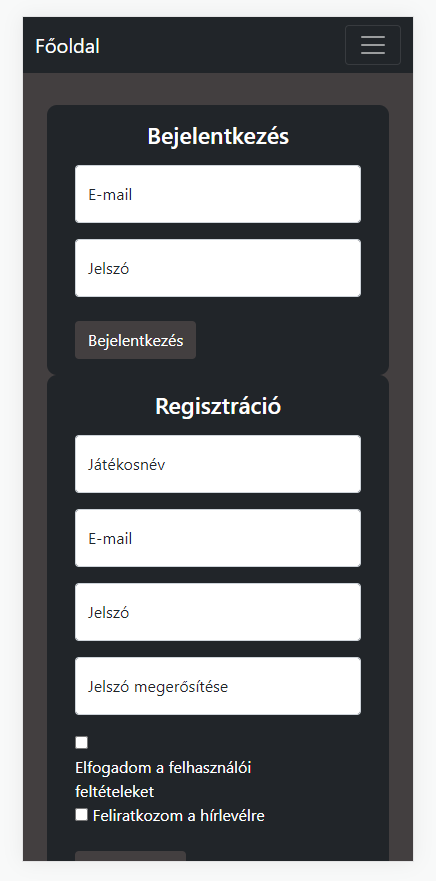 Főoldal
Bejelentkezés
E-mail
Jelszó
Bejelentkezés
Regisztráció
Játékosnév
E-mail
Jelszó
Jelszó megerősítése
Elfogadom a felhasználói
feltételeket
Feliratkozom a hírlevélre